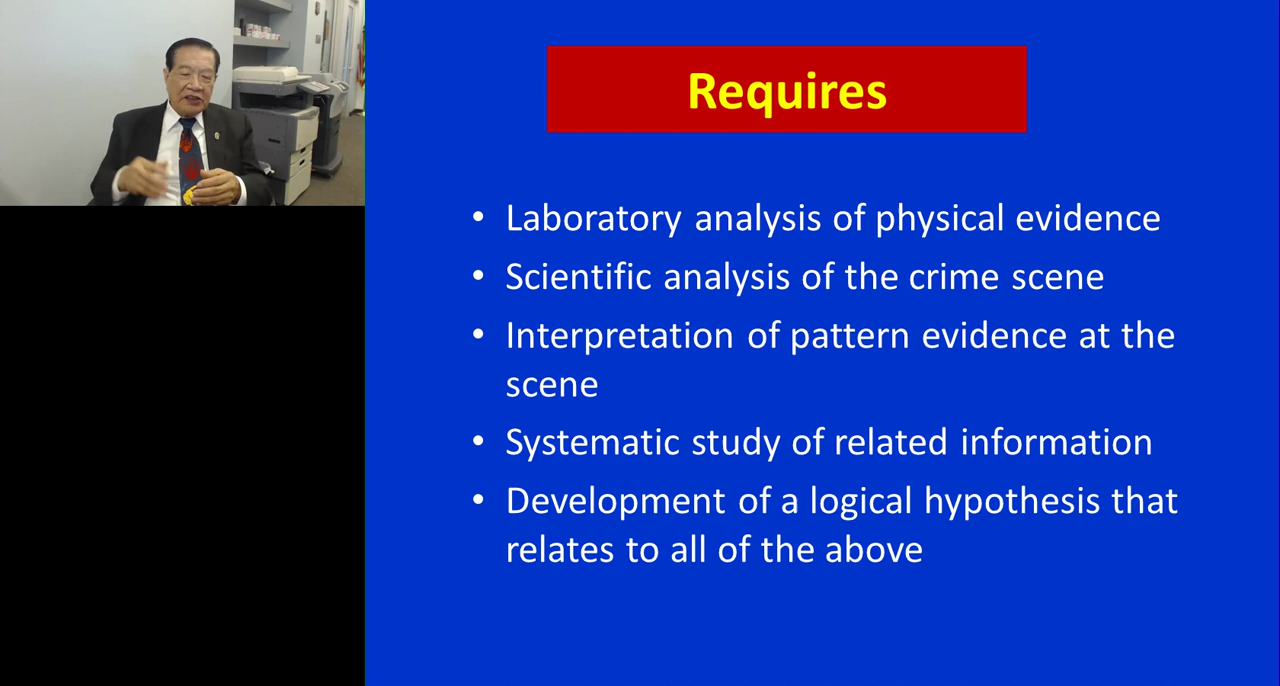 Requires
• Laboratory analysis of physical evidence
• Scientific analysis of the crime scene
• Interpretation of pattern evidence at the
scene
• Systematic study of related information
• Development of a logical hypothesis that
relates to all of the above